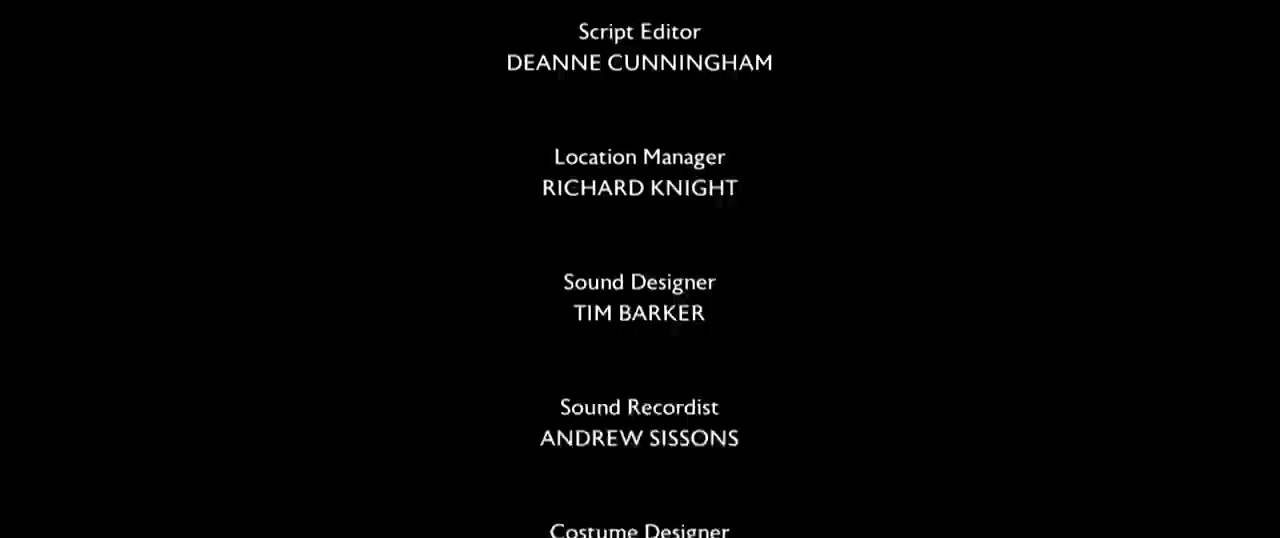 Script Editor
DEANNE CUNNINGHAM
Location Manager
RICHARD KNIGHT
Sound Designer
TIM BARKER
Sound Recordist
ANDREW SISSONS
Costume Designer